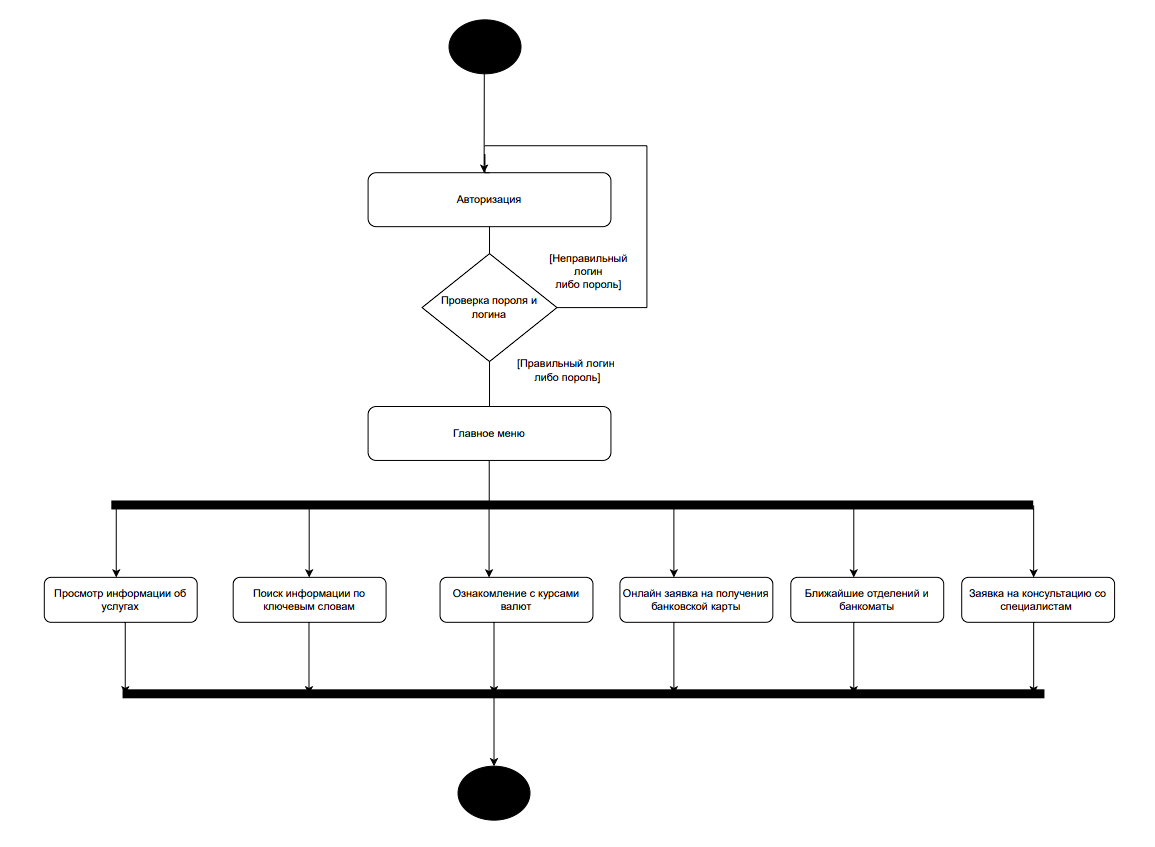 Авторизация
[Неправильный
логин
либо пороль]
Проверка пороля и
логина
[Правильный логин
либо пороль]
Главное меню
Просмотр информации об
услугах
Поиск информации по
ключевым словам
Ознакомление с курсами
валют
Онлайн заявка на получения
банковской карты
Ближайшие отделений и
банкоматы
Заявка на консультацию со
специалистам